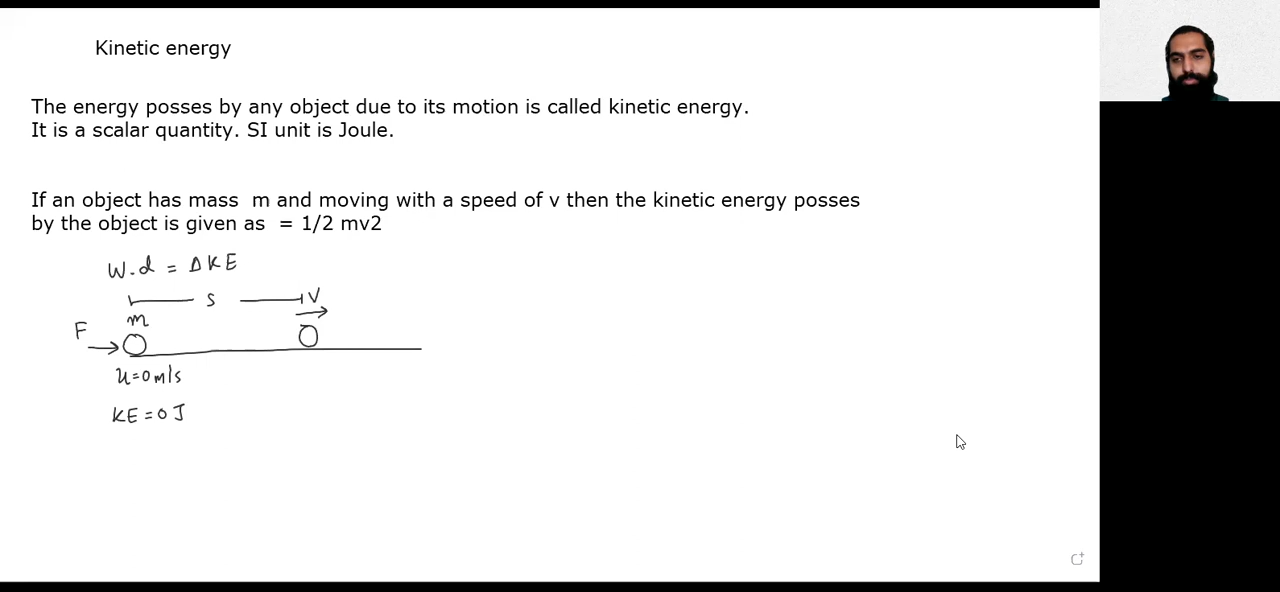 Kinetic energy
The energy posses by any object due to its motion is called kinetic energy.
It is a scalar quantity. SI unit is Joule.
If an object has mass m and moving with a speed of v then the kinetic energy posses
by the object is given as = 1/2 mv2
W.d = ΔKE
s V
m
F
u=0m/s
KE=0J